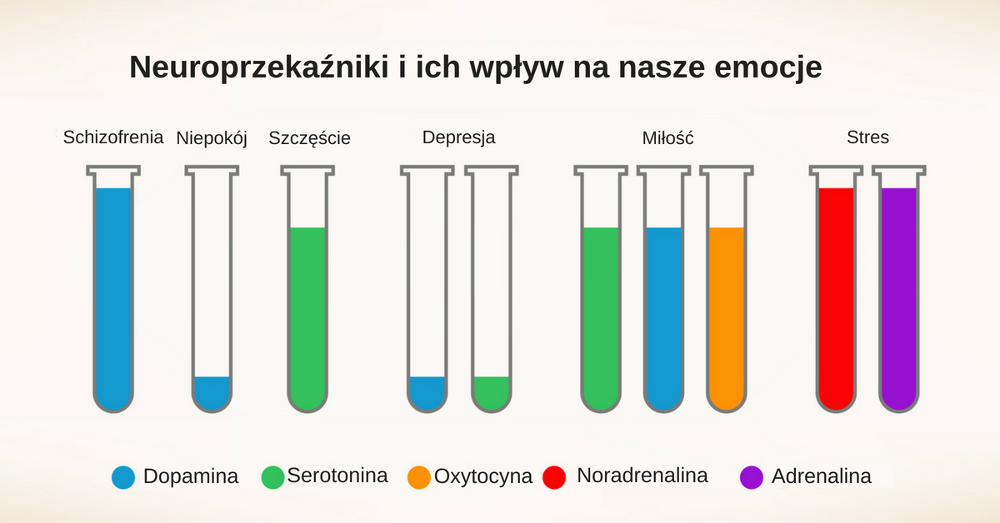 Neuroprzekaźniki i ich wpływ na nasze emocje
Schizofrenia Niepokój Szczęście Depresja Miłość Stres
Dopamina Serotonina Oxytocyna Noradrenalina Adrenalina